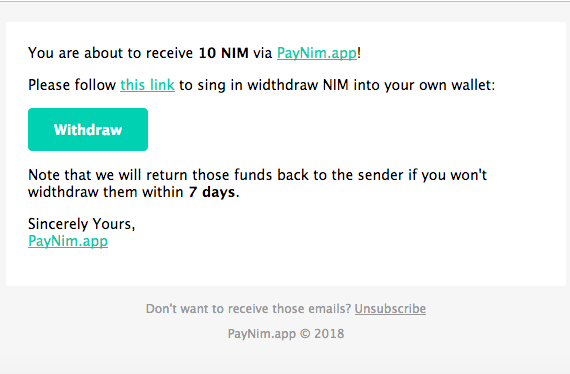 You are about to receive 10 NIM via PayNim.app!
Please follow this link to sing in widthdraw NIM into your own wallet:
Withdraw
Note that we will return those funds back to the sender if you won't
widthdraw them within 7 days.
Sincerely Yours,
PayNim.app
Don't want to receive those emails? Unsubscribe
PayNim.app © 2018